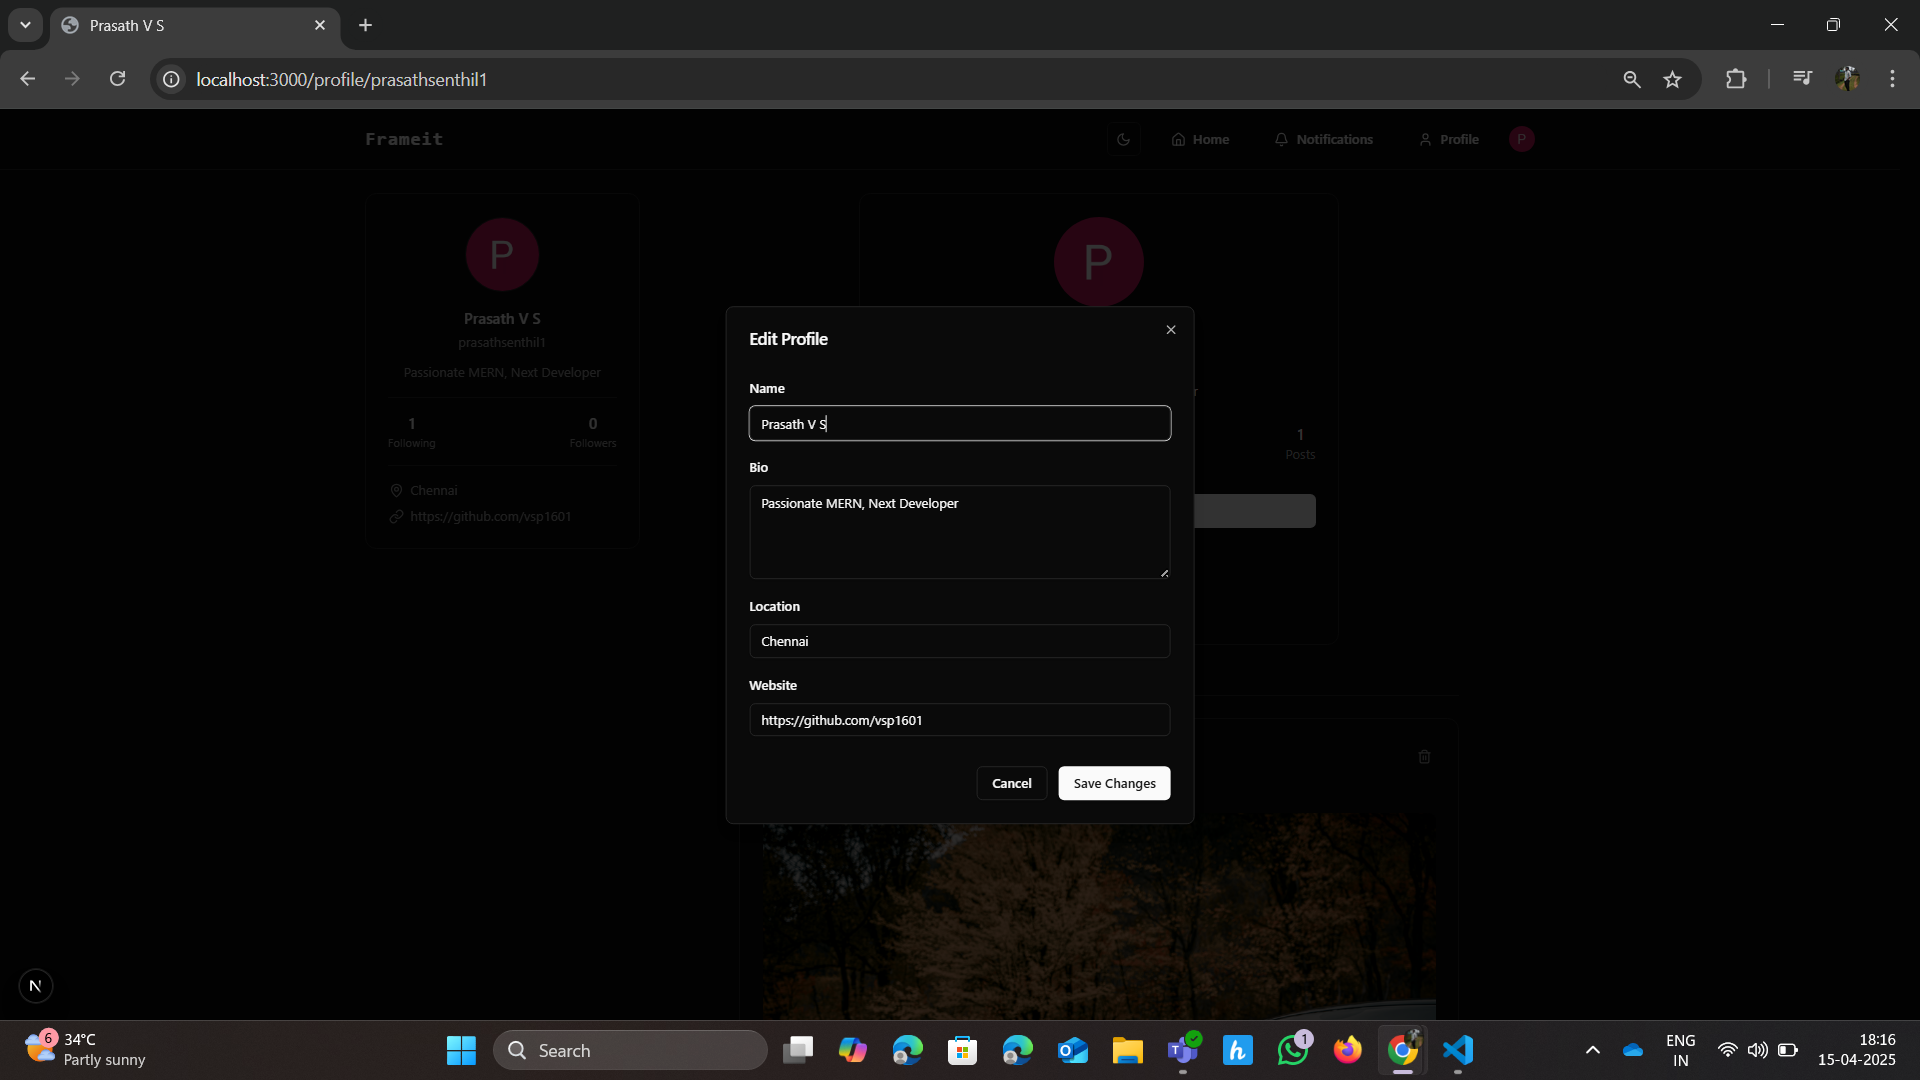 Prasath V S
localhost:3000/profile/prasathsenthil1
Frameit
Home
Notifications
Profile
P
P
Prasath V S
prasathsenthil1
Passionate MERN, Next Developer
1
Following
0
Followers
Chennai
https://github.com/vsp1601
P
r
1
Posts
Edit Profile
Name
Prasath V S
Bio
Passionate MERN, Next Developer
Location
Chennai
Website
https://github.com/vsp1601
Cancel
Save Changes
N
6
34°C
Partly sunny
Search
1
ENG
IN
18:16
15-04-2025